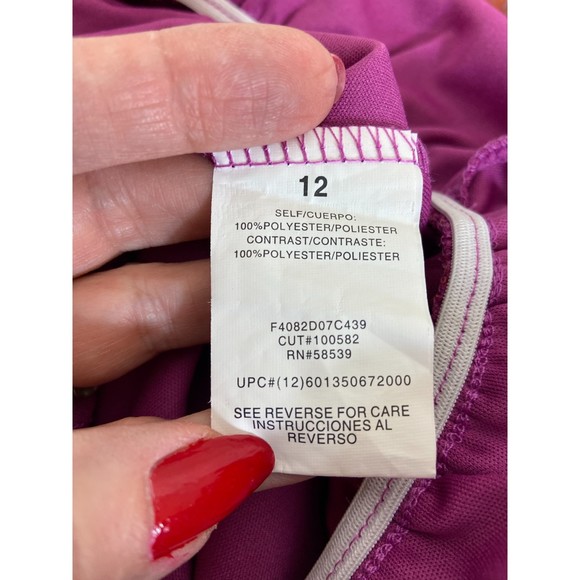 12
SELF/CUERPO:
100%POLYESTER/POLIESTER
CONTRAST/CONTRASTE:
100%POLYESTER/POLIESTER
F4082D07C439
CUT#100582
RN#58539
UPC#(12)601350672000
SEE REVERSE FOR CARE
INSTRUCCIONES AL
REVERSO